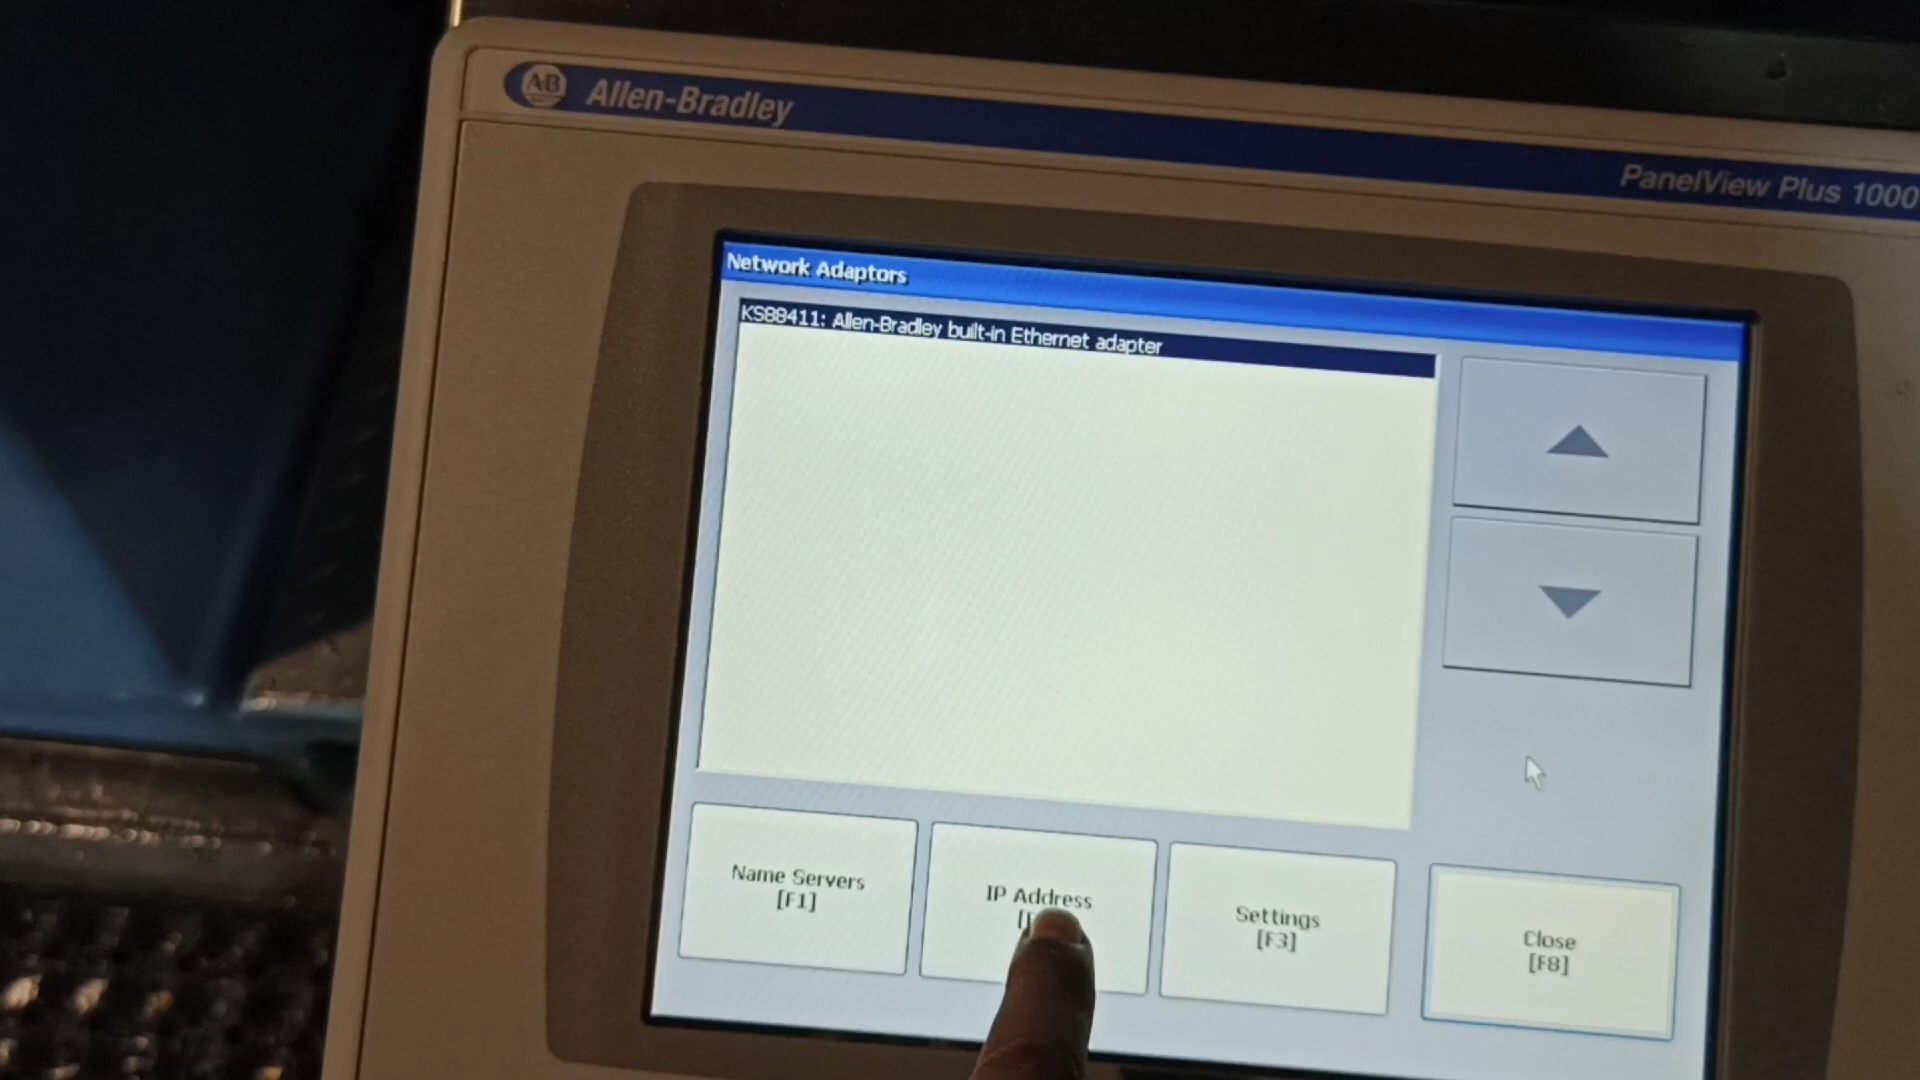 AB Allen-Bradley
PanelView Plus 1000
Network Adaptors
KS88411: Allen-Bradley built-in Ethernet adapter
Name Servers
[F1]
IP Address
Settings
[F3]
Close
[F8]